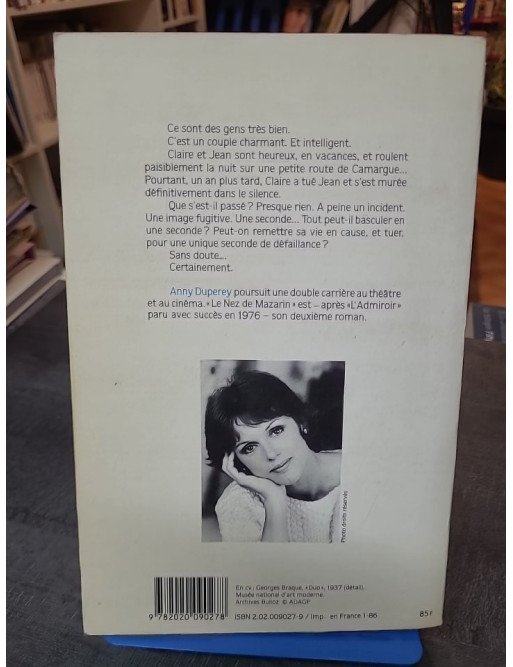 Ce sont des gens très bien.
C'est un couple charmant. Et intelligent.
Claire et Jean sont heureux, en vacances, et roulent
paisiblement la nuit sur une petite route de Camargue...
Pourtant, un an plus tard, Claire a tué Jean et s'est murée
définitivement dans le silence.
Que s'est-il passé ? Presque rien. A peine un incident.
Une image fugitive. Une seconde... Tout peut-il basculer en
une seconde ? Peut-on remettre sa vie en cause, et tuer,
pour une unique seconde de défaillance ?
Sans doute...
Certainement.
Anny Duperey poursuit une double carrière au théâtre
et au cinéma. «Le Nez de Mazarin» est – après «L'Admiroir»
paru avec succès en 1976 – son deuxième roman.
Photo droits réservés
En cv : Georges Braque, «Duo», 1937 (détail).
Musée national d'art moderne.
Archives Bulloz © ADAGP
9 782020 090278
ISBN 2.02.009027-9 / Imp. en France 1-86
85 F